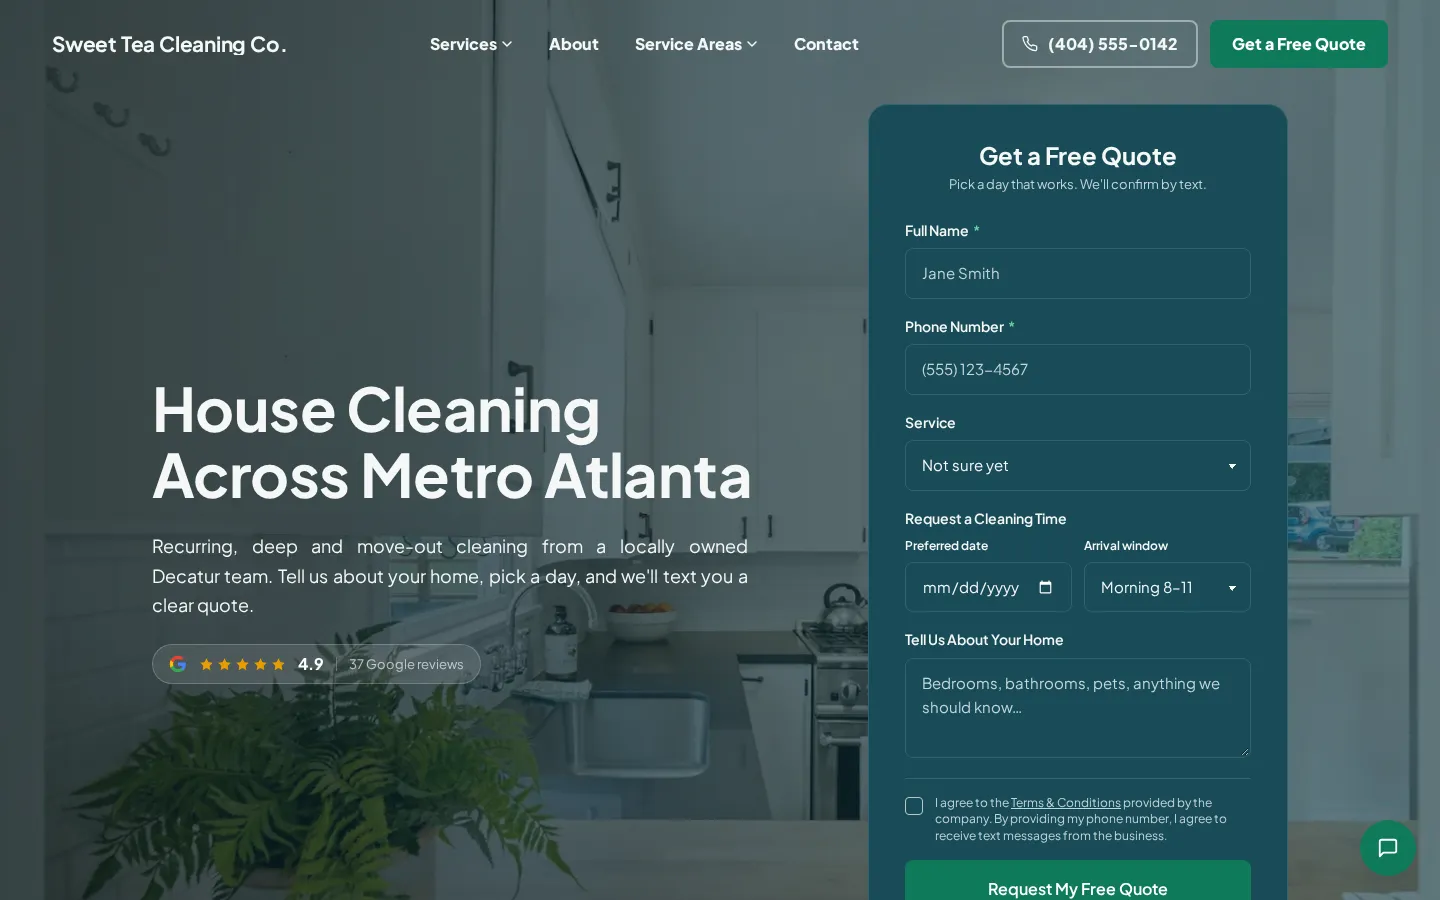 Sweet Tea Cleaning Co.
Services
About
Service Areas
Contact
(404) 555-0142
Get a Free Quote
House Cleaning
Across Metro Atlanta
Recurring, deep and move-out cleaning from a locally owned
Decatur team. Tell us about your home, pick a day, and we'll text you a
clear quote.
4.9
37 Google reviews
Get a Free Quote
Pick a day that works. We'll confirm by text.
Full Name *
Jane Smith
Phone Number *
(555) 123-4567
Service
Not sure yet
Request a Cleaning Time
Preferred date
Arrival window
mm/dd/yyyy
Morning 8–11
Tell Us About Your Home
Bedrooms, bathrooms, pets, anything we
should know…
I agree to the Terms & Conditions provided by the
company. By providing my phone number, I agree to
receive text messages from the business.
Request My Free Quote